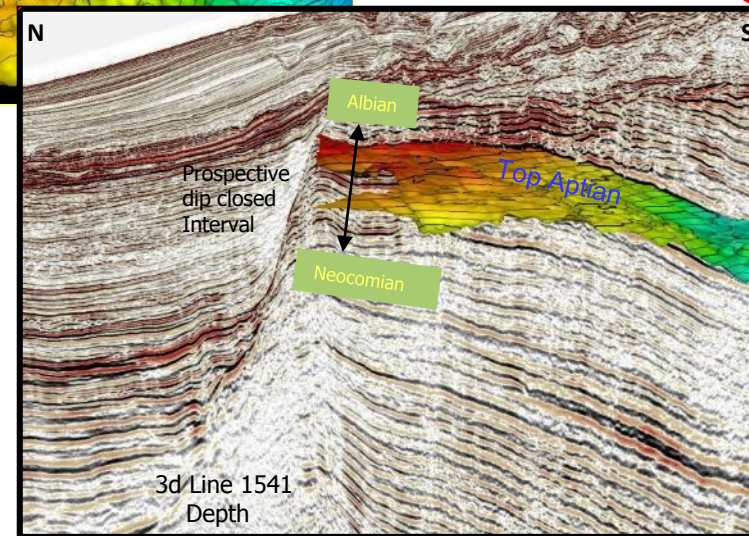 N
S
Albian
Prospective
dip closed
Interval
Top Aptian
Neocomian
3d Line 1541
Depth